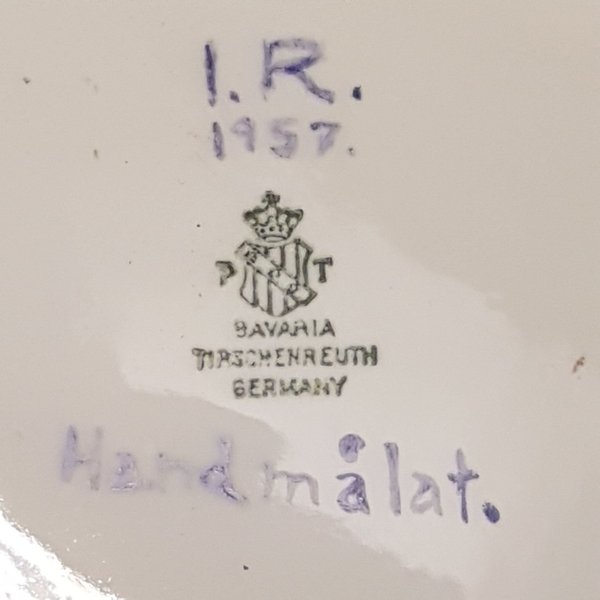 I.R.
1957.
P T
BAVARIA
TIRSCHENREUTH
GERMANY
Handmålat.